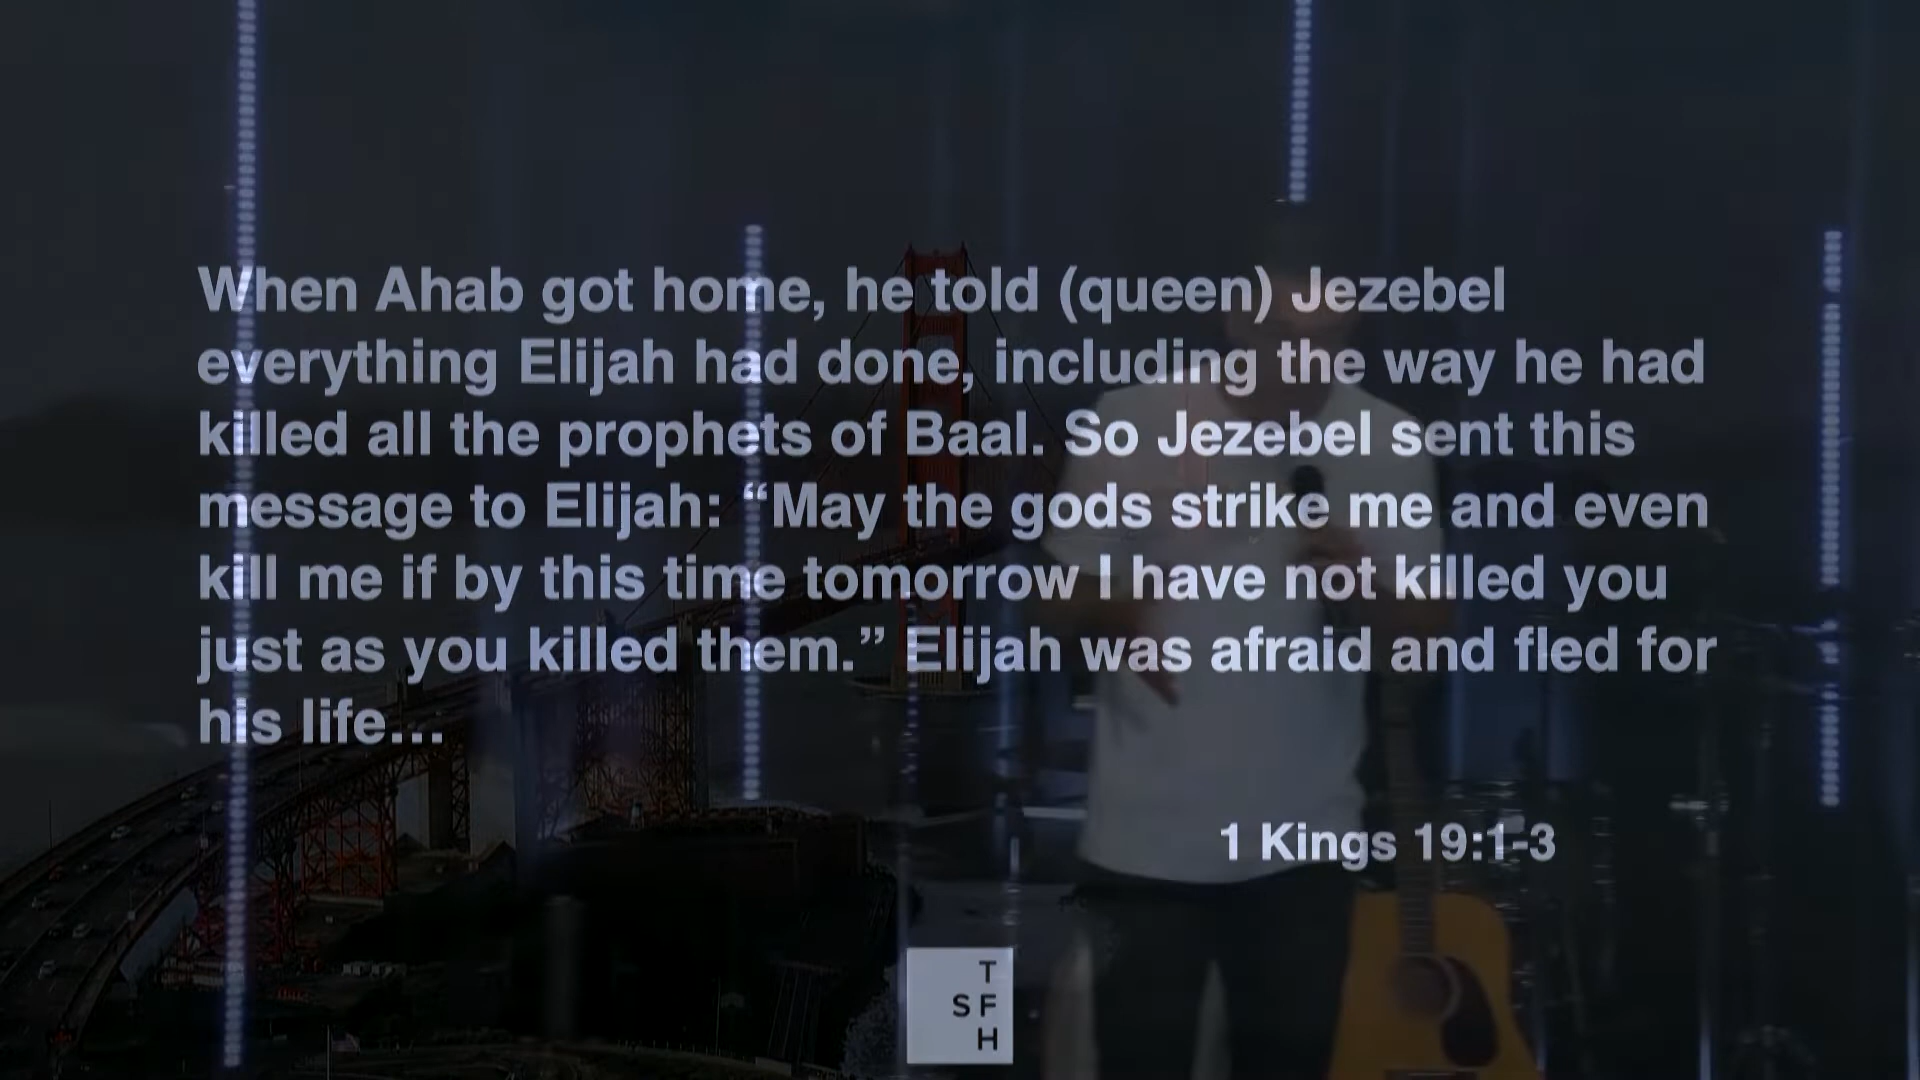 When Ahab got home, he told (queen) Jezebel
everything Elijah had done, including the way he had
killed all the prophets of Baal. So Jezebel sent this
message to Elijah: “May the gods strike me and even
kill me if by this time tomorrow I have not killed you
just as you killed them.” Elijah was afraid and fled for
his life…
1 Kings 19:1-3
T
SF
H